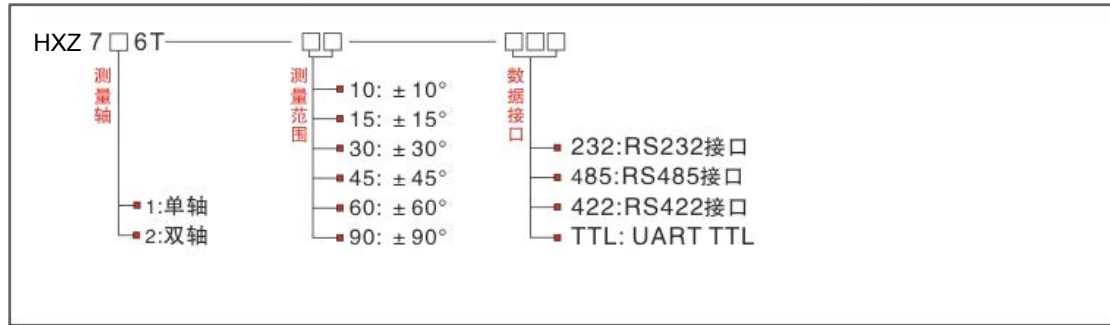 HXZ 7□6T □□ □□□
测量轴
测量范围
数据接口
10: ±10°
15: ±15°
30: ±30°
45: ±45°
60: ±60°
90: ±90°
232:RS232接口
485:RS485接口
422:RS422接口
TTL: UART TTL
1:单轴
2:双轴